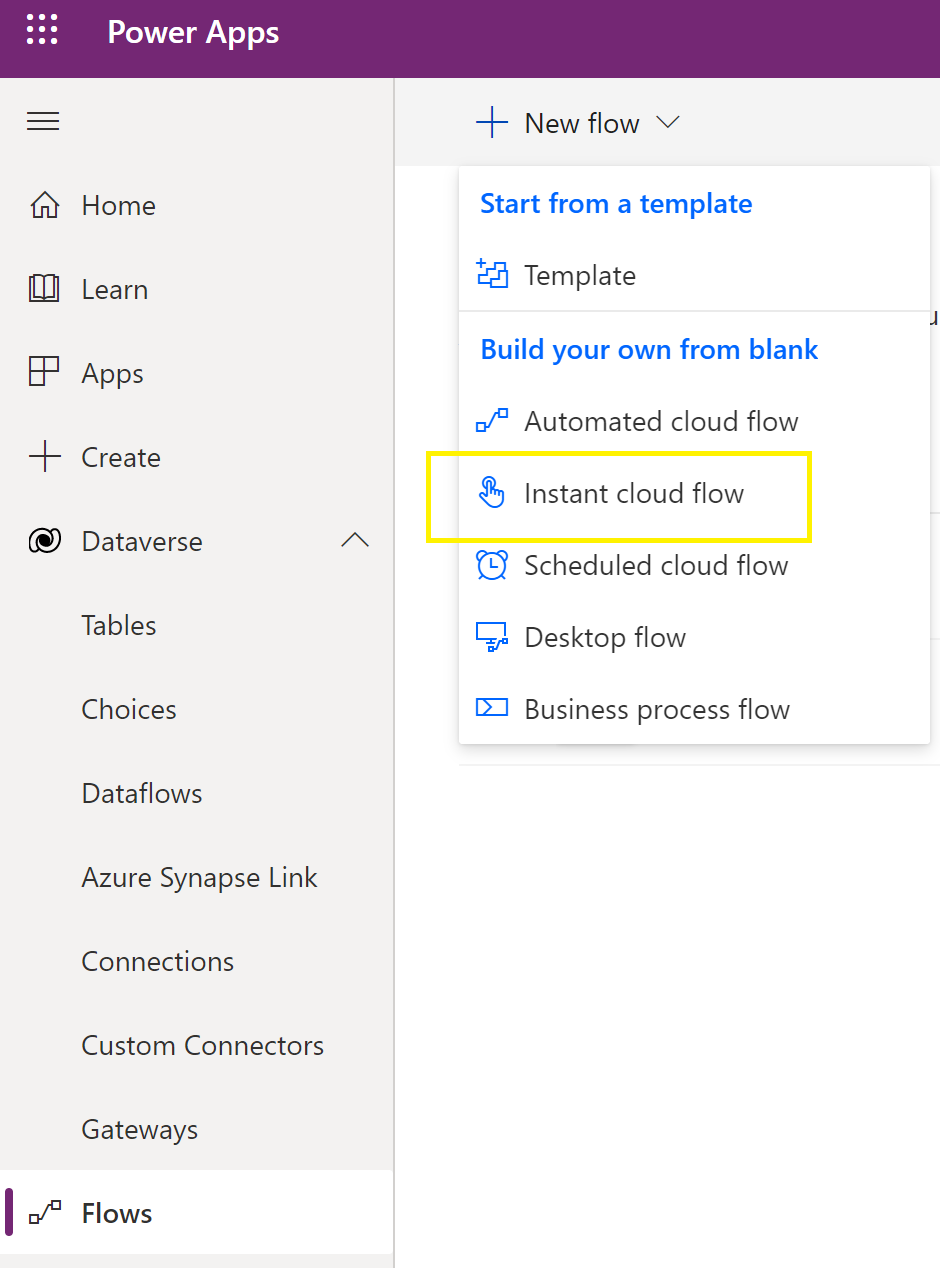 Power Apps
New flow
Start from a template
Template
Build your own from blank
Automated cloud flow
Instant cloud flow
Scheduled cloud flow
Desktop flow
Business process flow
Home
Learn
Apps
Create
Dataverse
Tables
Choices
Dataflows
Azure Synapse Link
Connections
Custom Connectors
Gateways
Flows